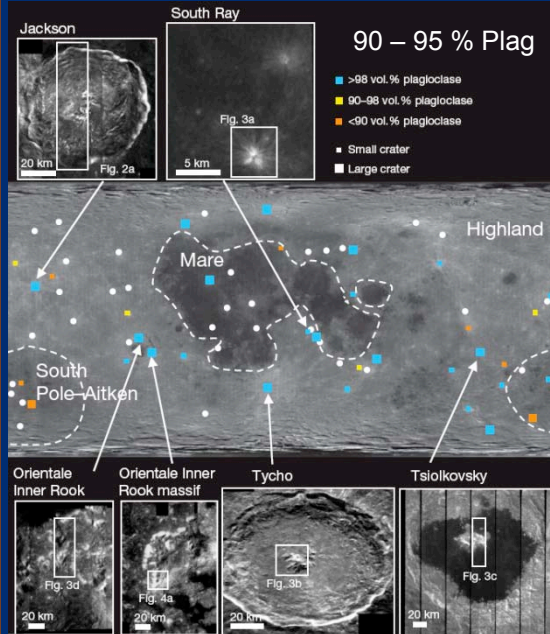 Jackson
South Ray
90 – 95 % Plag
>98 vol.% plagioclase
90–98 vol.% plagioclase
<90 vol.% plagioclase
Small crater
Large crater
20 km
Fig. 2a
Fig. 3a
5 km
Highland
Mare
South
Pole–Aitken
Orientale
Inner Rook
Orientale Inner
Rook massif
Tycho
Tsiolkovsky
Fig. 3d
20 km
Fig. 4a
20 km
Fig. 3b
20 km
Fig. 3c
20 km